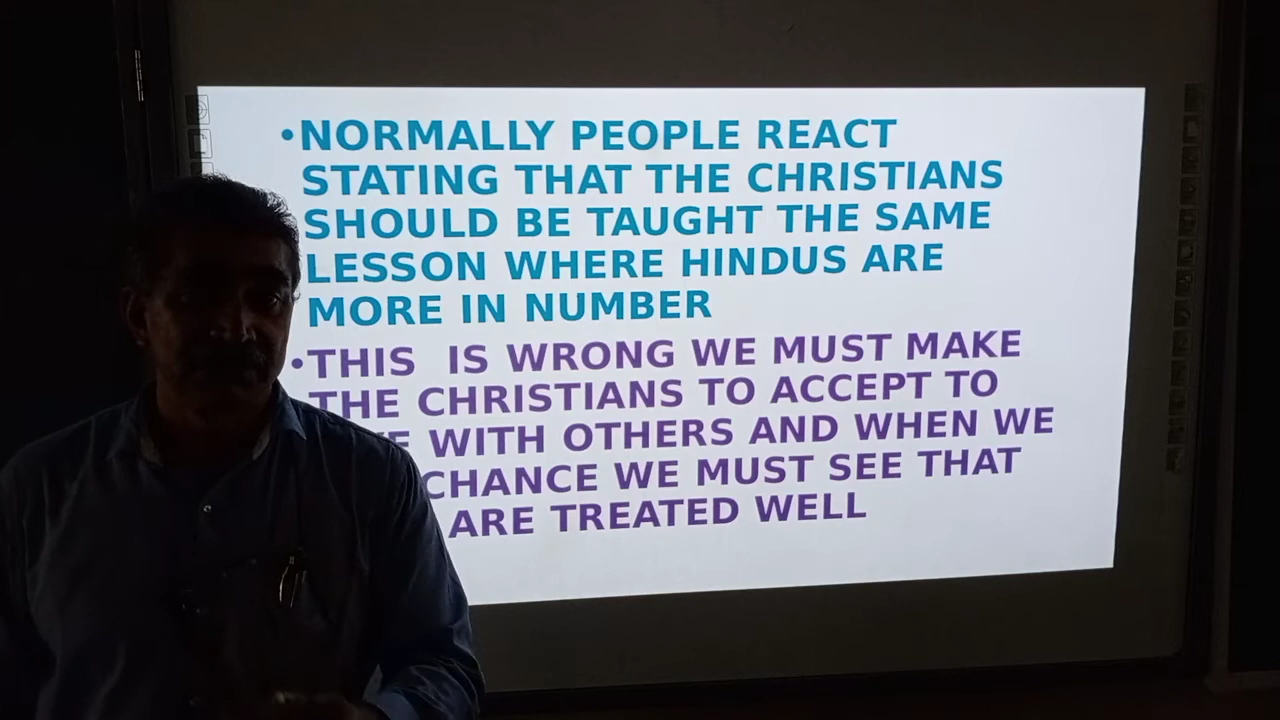 •NORMALLY PEOPLE REACT
STATING THAT THE CHRISTIANS
SHOULD BE TAUGHT THE SAME
LESSON WHERE HINDUS ARE
MORE IN NUMBER
•THIS IS WRONG WE MUST MAKE
THE CHRISTIANS TO ACCEPT TO
WITH OTHERS AND WHEN WE
CHANCE WE MUST SEE THAT
ARE TREATED WELL